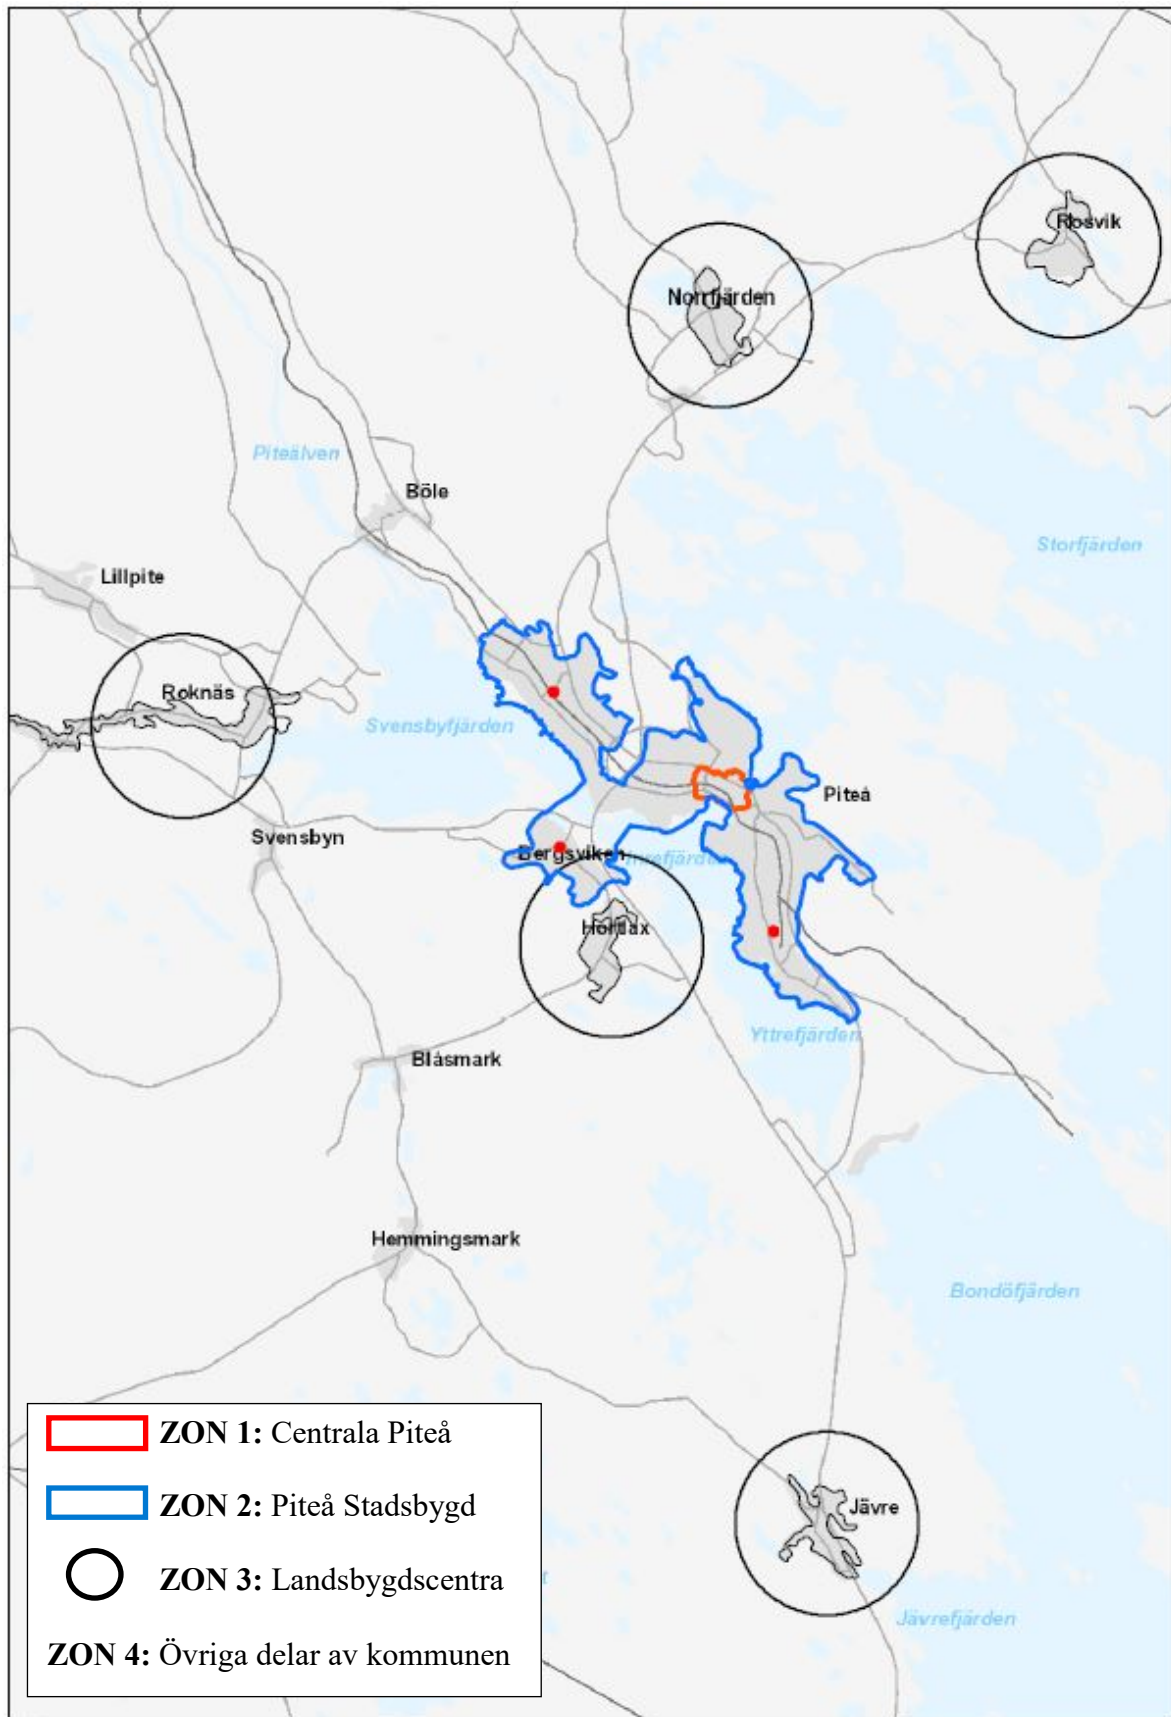 Rosvik
Norrfjärden
Piteälven
Böle
Storfjärden
Lillpite
Roknäs
Svensbyfjärden
Piteå
Svensbyn
Bergsviken
Inrefjärden
Hortlax
Yttrefjärden
Blåsmark
Hemmingsmark
Bondöfjärden
ZON 1: Centrala Piteå
ZON 2: Piteå Stadsbygd
Jävre
ZON 3: Landsbygdscentra
Jävrefjärden
ZON 4: Övriga delar av kommunen